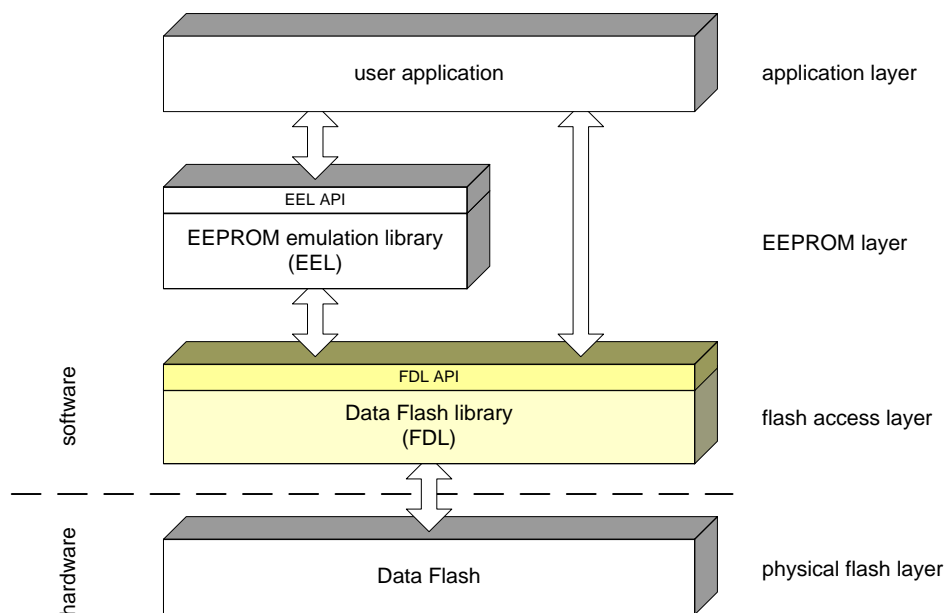 user application
application layer
EEL API
EEPROM emulation library
(EEL)
EEPROM layer
FDL API
Data Flash library
(FDL)
flash access layer
software
hardware
Data Flash
physical flash layer